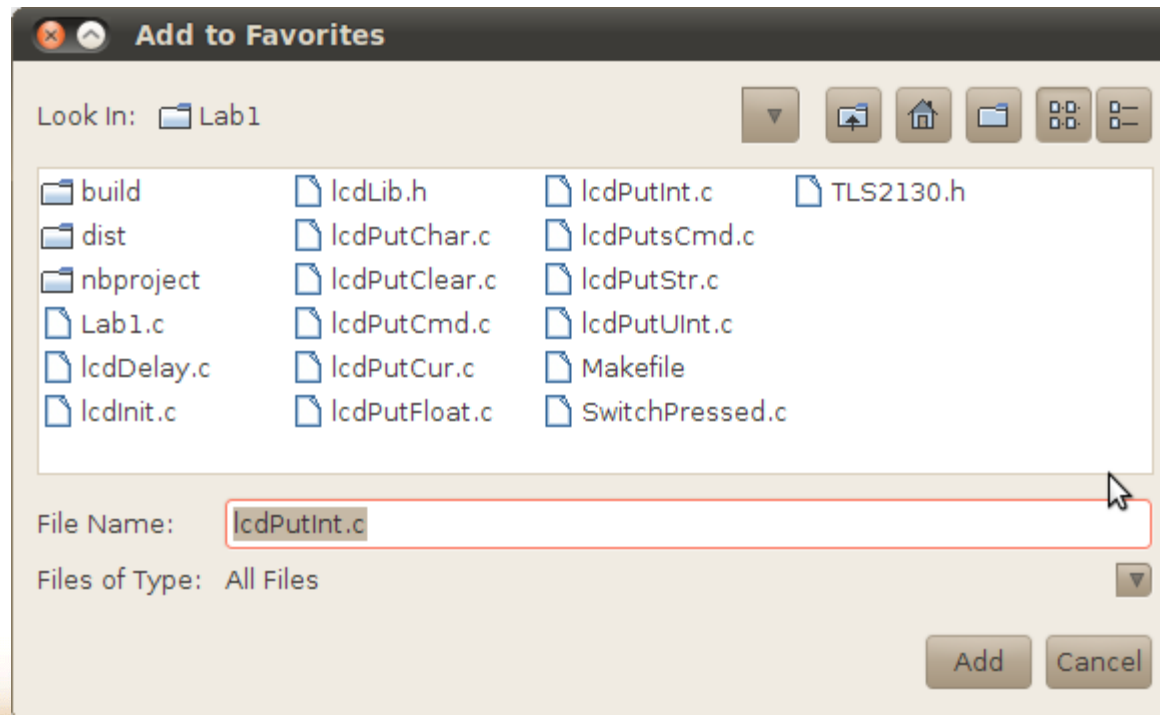 Add to Favorites
Look In: Lab1
build lcdLib.h lcdPutInt.c TLS2130.h
dist lcdPutChar.c lcdPutsCmd.c
nbproject lcdPutClear.c lcdPutStr.c
Lab1.c lcdPutCmd.c lcdPutUInt.c
lcdDelay.c lcdPutCur.c Makefile
lcdInit.c lcdPutFloat.c SwitchPressed.c
File Name: lcdPutInt.c
Files of Type: All Files
Add Cancel